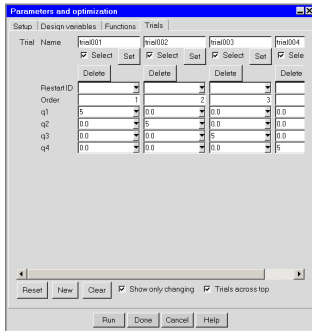 Parameters and optimization
Setup Design variables Functions Trials
Trial Name trial001 trial002 trial003 trial004
Select Set Select Set Select Set Sele
Delete Delete Delete
Restart ID
Order 1 2 3
q1 5 0.0 0.0 0.0
q2 0.0 5 0.0 0.0
q3 0.0 0.0 5 0.0
q4 0.0 0.0 0.0 5
Reset New Clear Show only changing Trials across top
Run Done Cancel Help